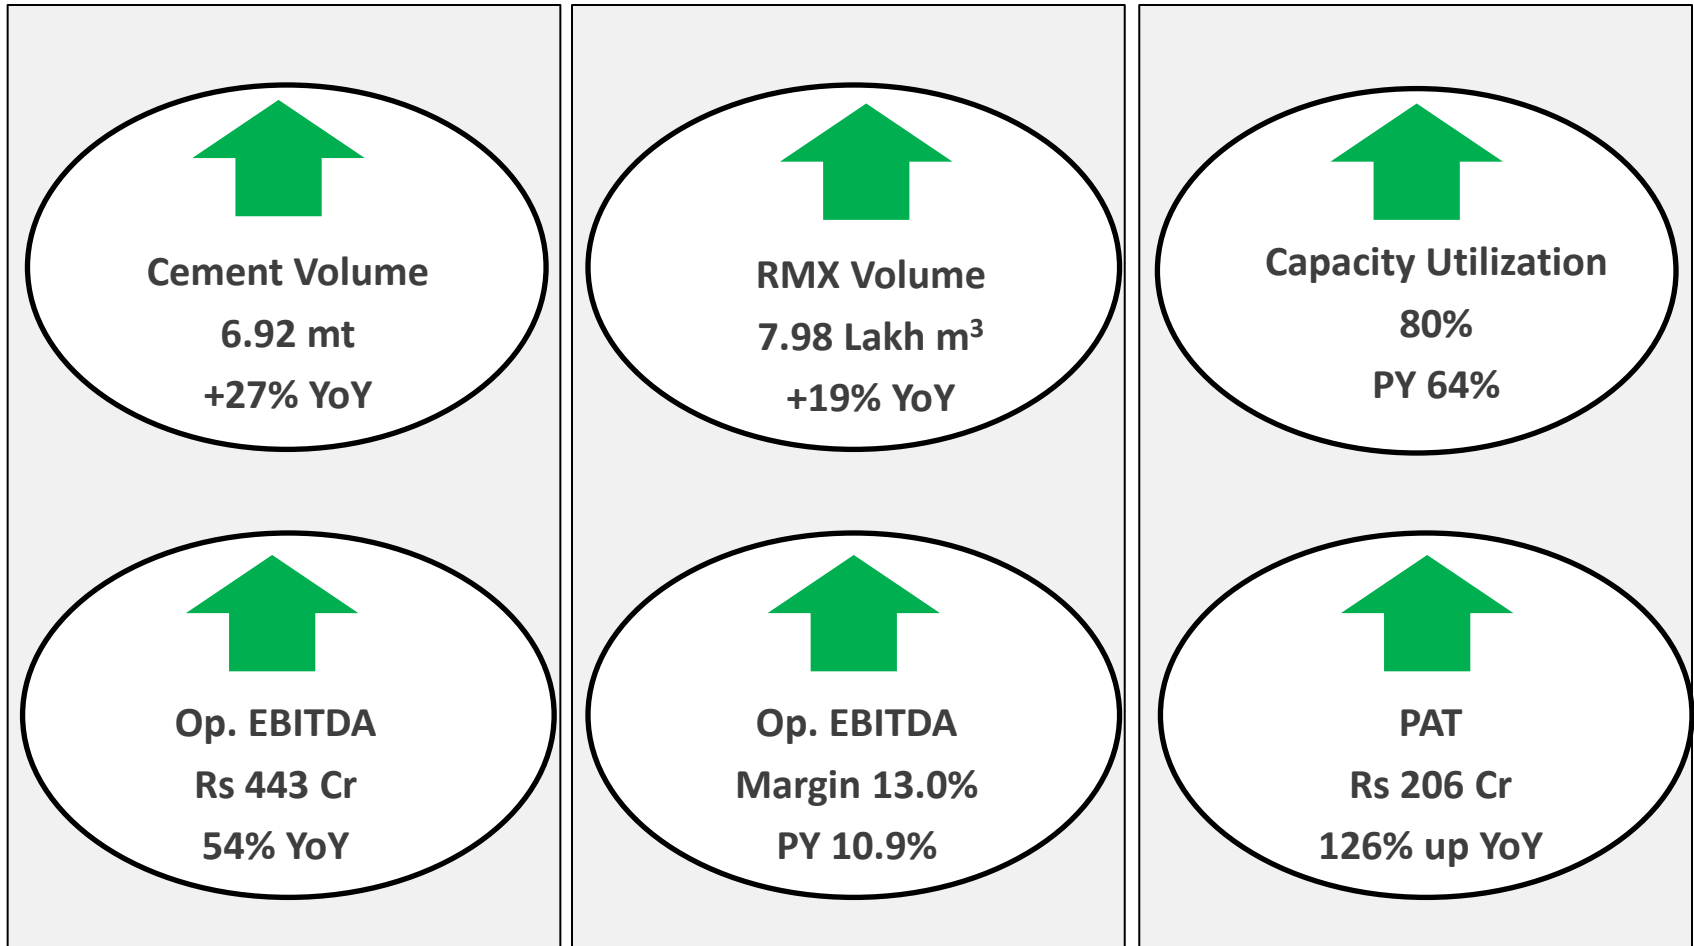 Cement Volume
6.92 mt
+27% YoY
RMX Volume
7.98 Lakh m³
+19% YoY
Capacity Utilization
80%
PY 64%
Op. EBITDA
Rs 443 Cr
54% YoY
Op. EBITDA
Margin 13.0%
PY 10.9%
PAT
Rs 206 Cr
126% up YoY